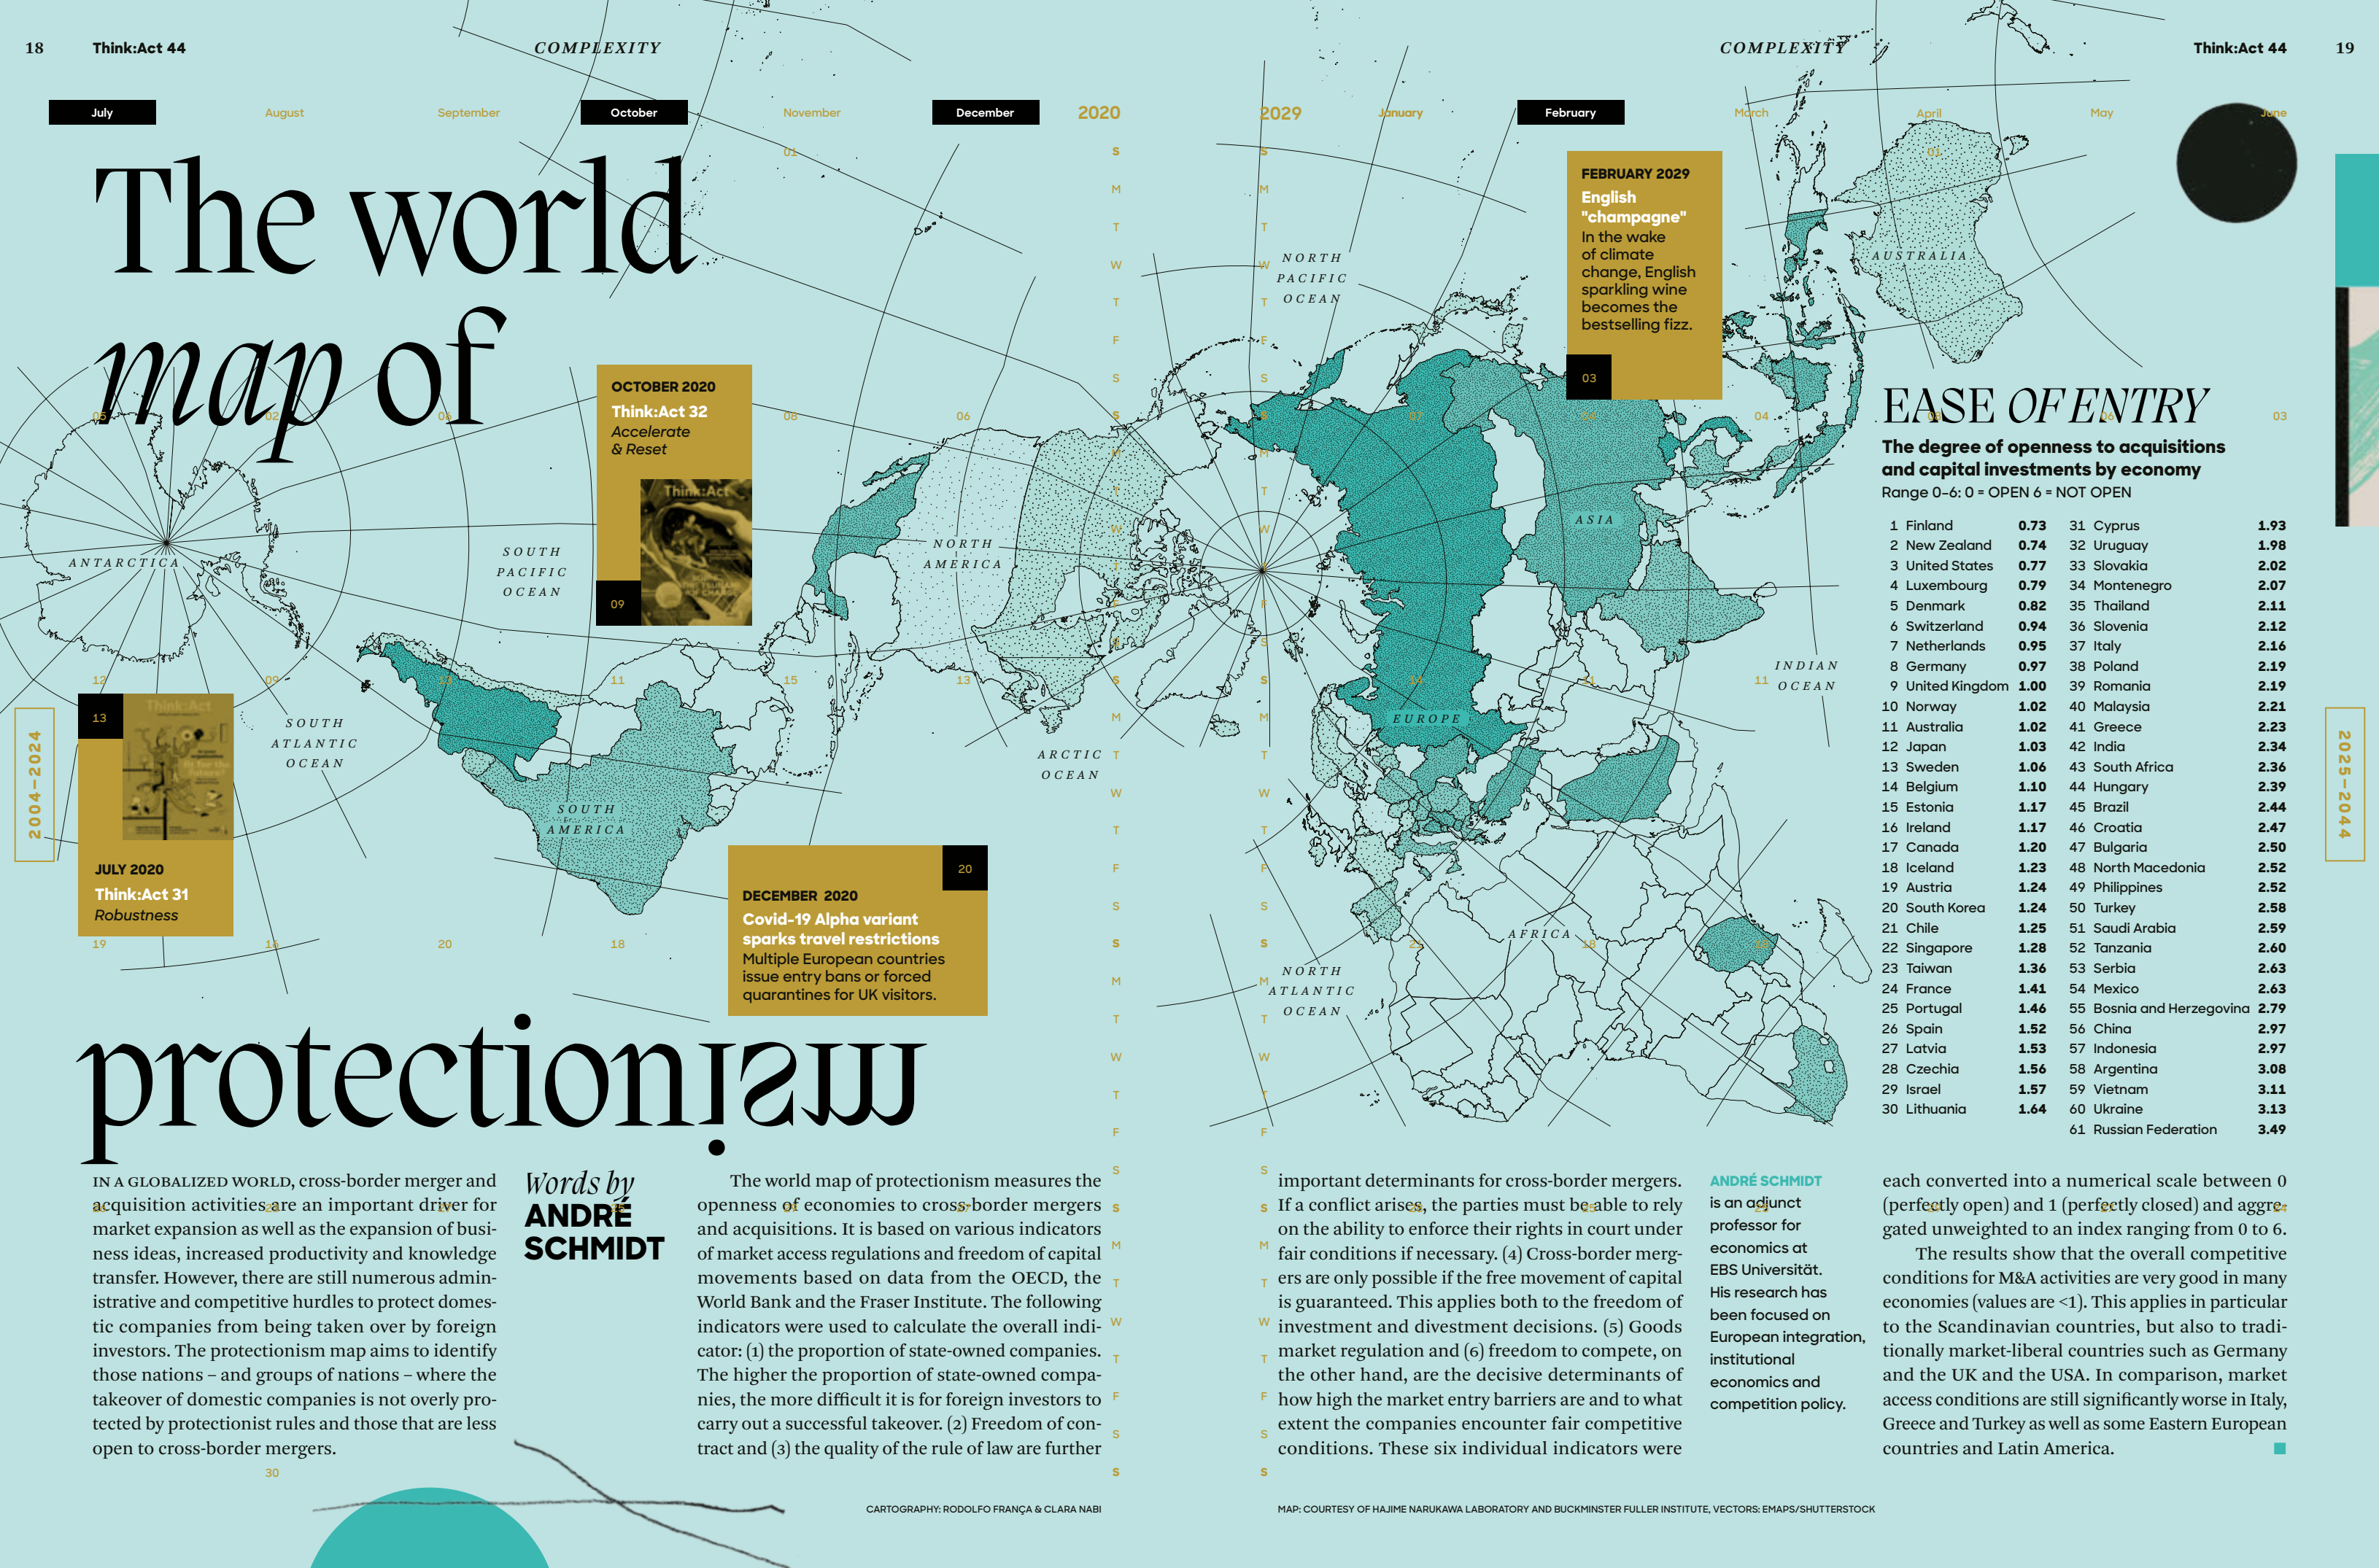 18
Think:Act 44
COMPLEXITY
COMPLEXITY
Think:Act 44
19
July
August
September
October
November
December
2020
2029
January
February
March
April
May
June
The world
map of
protectionism
2004–2024
2025–2044
13
JULY 2020
Think:Act 31
Robustness
OCTOBER 2020
Think:Act 32
Accelerate
& Reset
Think:Act
09
20
DECEMBER 2020
Covid-19 Alpha variant
sparks travel restrictions
Multiple European countries
issue entry bans or forced
quarantines for UK visitors.
FEBRUARY 2029
English
"champagne"
In the wake
of climate
change, English
sparkling wine
becomes the
bestselling fizz.
03
ANTARCTICA
SOUTH
PACIFIC
OCEAN
SOUTH
ATLANTIC
OCEAN
SOUTH
AMERICA
NORTH
AMERICA
ARCTIC
OCEAN
NORTH
PACIFIC
OCEAN
ASIA
EUROPE
AFRICA
NORTH
ATLANTIC
OCEAN
INDIAN
OCEAN
AUSTRALIA
EASE OF ENTRY
The degree of openness to acquisitions
and capital investments by economy
Range 0–6: 0 = OPEN 6 = NOT OPEN
1 Finland 0.73
2 New Zealand 0.74
3 United States 0.77
4 Luxembourg 0.79
5 Denmark 0.82
6 Switzerland 0.94
7 Netherlands 0.95
8 Germany 0.97
9 United Kingdom 1.00
10 Norway 1.02
11 Australia 1.02
12 Japan 1.03
13 Sweden 1.06
14 Belgium 1.10
15 Estonia 1.17
16 Ireland 1.17
17 Canada 1.20
18 Iceland 1.23
19 Austria 1.24
20 South Korea 1.24
21 Chile 1.25
22 Singapore 1.28
23 Taiwan 1.36
24 France 1.41
25 Portugal 1.46
26 Spain 1.52
27 Latvia 1.53
28 Czechia 1.56
29 Israel 1.57
30 Lithuania 1.64
31 Cyprus 1.93
32 Uruguay 1.98
33 Slovakia 2.02
34 Montenegro 2.07
35 Thailand 2.11
36 Slovenia 2.12
37 Italy 2.16
38 Poland 2.19
39 Romania 2.19
40 Malaysia 2.21
41 Greece 2.23
42 India 2.34
43 South Africa 2.36
44 Hungary 2.39
45 Brazil 2.44
46 Croatia 2.47
47 Bulgaria 2.50
48 North Macedonia 2.52
49 Philippines 2.52
50 Turkey 2.58
51 Saudi Arabia 2.59
52 Tanzania 2.60
53 Serbia 2.63
54 Mexico 2.63
55 Bosnia and Herzegovina 2.79
56 China 2.97
57 Indonesia 2.97
58 Argentina 3.08
59 Vietnam 3.11
60 Ukraine 3.13
61 Russian Federation 3.49
IN A GLOBALIZED WORLD, cross-border merger and
acquisition activities are an important driver for
market expansion as well as the expansion of busi-
ness ideas, increased productivity and knowledge
transfer. However, there are still numerous admin-
istrative and competitive hurdles to protect domes-
tic companies from being taken over by foreign
investors. The protectionism map aims to identify
those nations – and groups of nations – where the
takeover of domestic companies is not overly pro-
tected by protectionist rules and those that are less
open to cross-border mergers.
Words by
ANDRÉ
SCHMIDT
The world map of protectionism measures the
openness of economies to cross-border mergers
and acquisitions. It is based on various indicators
of market access regulations and freedom of capital
movements based on data from the OECD, the
World Bank and the Fraser Institute. The following
indicators were used to calculate the overall indi-
cator: (1) the proportion of state-owned companies.
The higher the proportion of state-owned compa-
nies, the more difficult it is for foreign investors to
carry out a successful takeover. (2) Freedom of con-
tract and (3) the quality of the rule of law are further
important determinants for cross-border mergers.
If a conflict arises, the parties must be able to rely
on the ability to enforce their rights in court under
fair conditions if necessary. (4) Cross-border merg-
ers are only possible if the free movement of capital
is guaranteed. This applies both to the freedom of
investment and divestment decisions. (5) Goods
market regulation and (6) freedom to compete, on
the other hand, are the decisive determinants of
how high the market entry barriers are and to what
extent the companies encounter fair competitive
conditions. These six individual indicators were
ANDRÉ SCHMIDT
is an adjunct
professor for
economics at
EBS Universität.
His research has
been focused on
European integration,
institutional
economics and
competition policy.
each converted into a numerical scale between 0
(perfectly open) and 1 (perfectly closed) and aggre-
gated unweighted to an index ranging from 0 to 6.
The results show that the overall competitive
conditions for M&A activities are very good in many
economies (values are <1). This applies in particular
to the Scandinavian countries, but also to tradi-
tionally market-liberal countries such as Germany
and the UK and the USA. In comparison, market
access conditions are still significantly worse in Italy,
Greece and Turkey as well as some Eastern European
countries and Latin America.
CARTOGRAPHY: RODOLFO FRANÇA & CLARA NABI
MAP: COURTESY OF HAJIME NARUKAWA LABORATORY AND BUCKMINSTER FULLER INSTITUTE, VECTORS: EMAPS/SHUTTERSTOCK